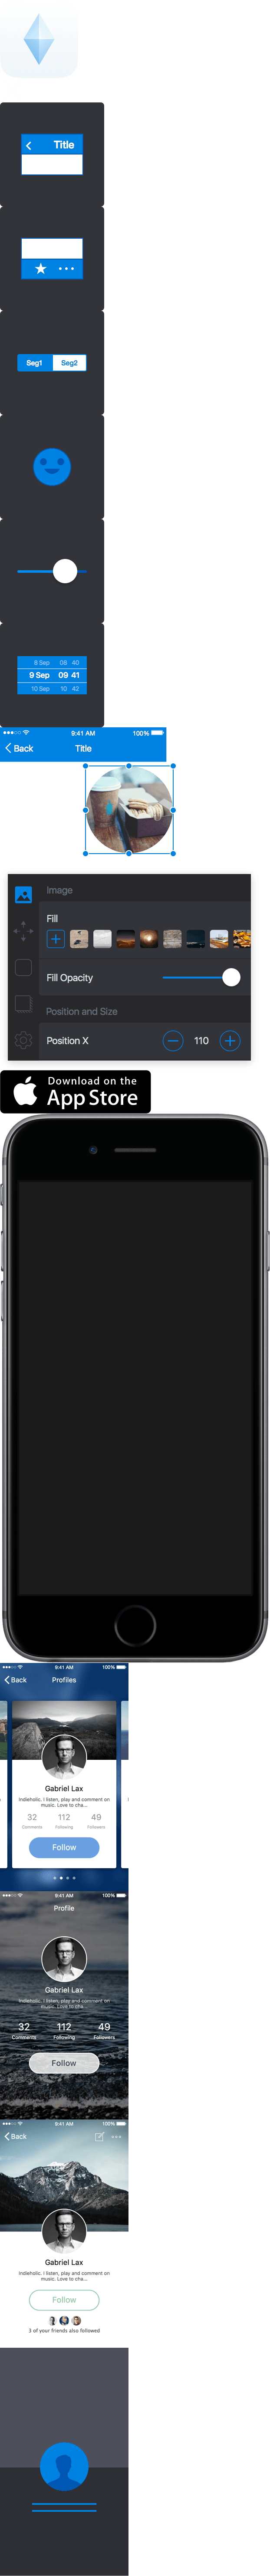 Title
Seg1 Seg2
8 Sep 08 40
9 Sep 09 41
10 Sep 10 42
9:41 AM 100%
Back Title
Image
Fill
Fill Opacity
Position and Size
Position X 110
Download on the
App Store
9:41 AM 100%
Back Profiles
Gabriel Lax
Indieholic. I listen, play and comment on
music. Love to cha...
32 112 49
Comments Following Followers
Follow
9:41 AM 100%
Profile
Gabriel Lax
Indieholic. I listen, play and comment on
music. Love to cha...
32 112 49
Comments Following Followers
Follow
9:41 AM 100%
Back
Gabriel Lax
Indieholic. I listen, play and comment on
music. Love to cha...
Follow
3 of your friends also followed